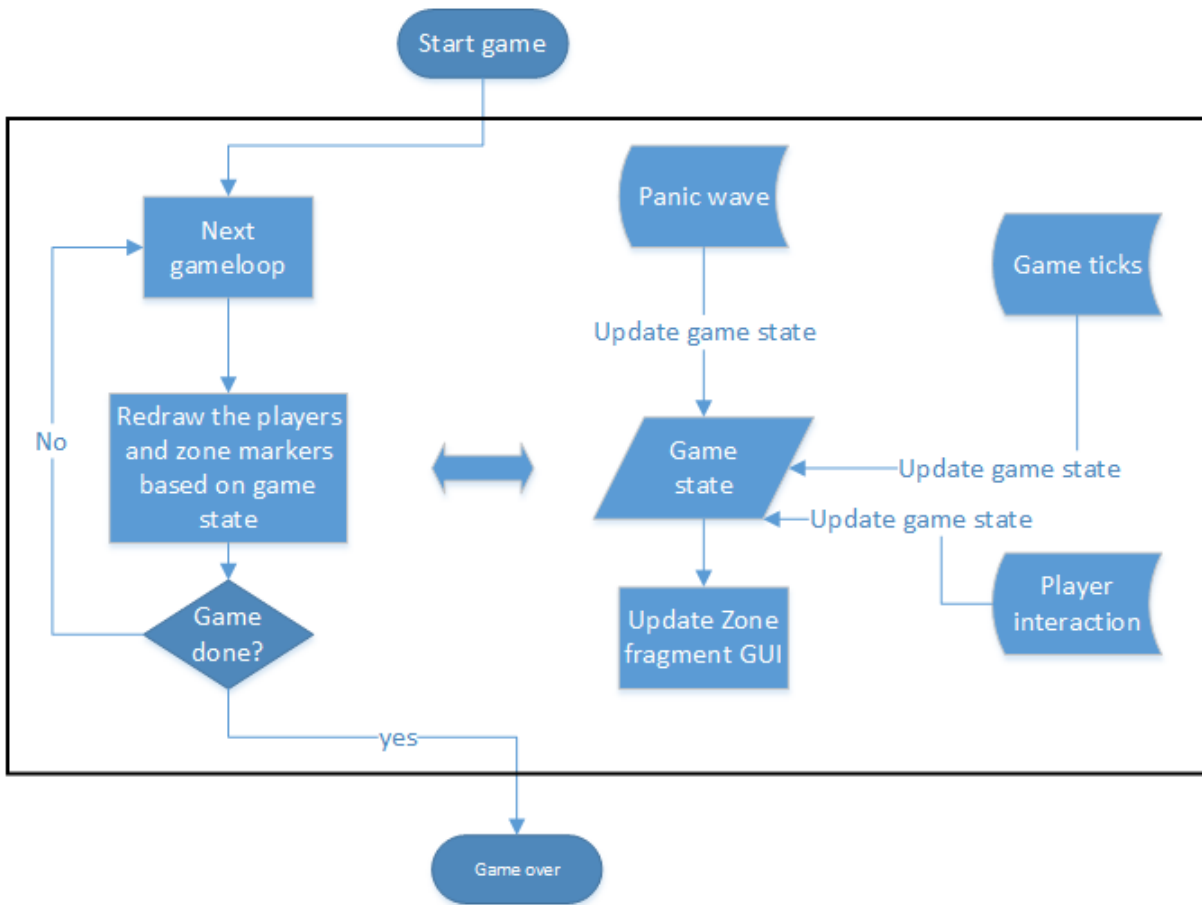 Start game
Next
gameloop
Redraw the players
and zone markers
based on game
state
No
Game
done?
yes
Game over
Panic wave
Update game state
Game ticks
Game
state
Update game state
Update game state
Player
interaction
Update Zone
fragment GUI